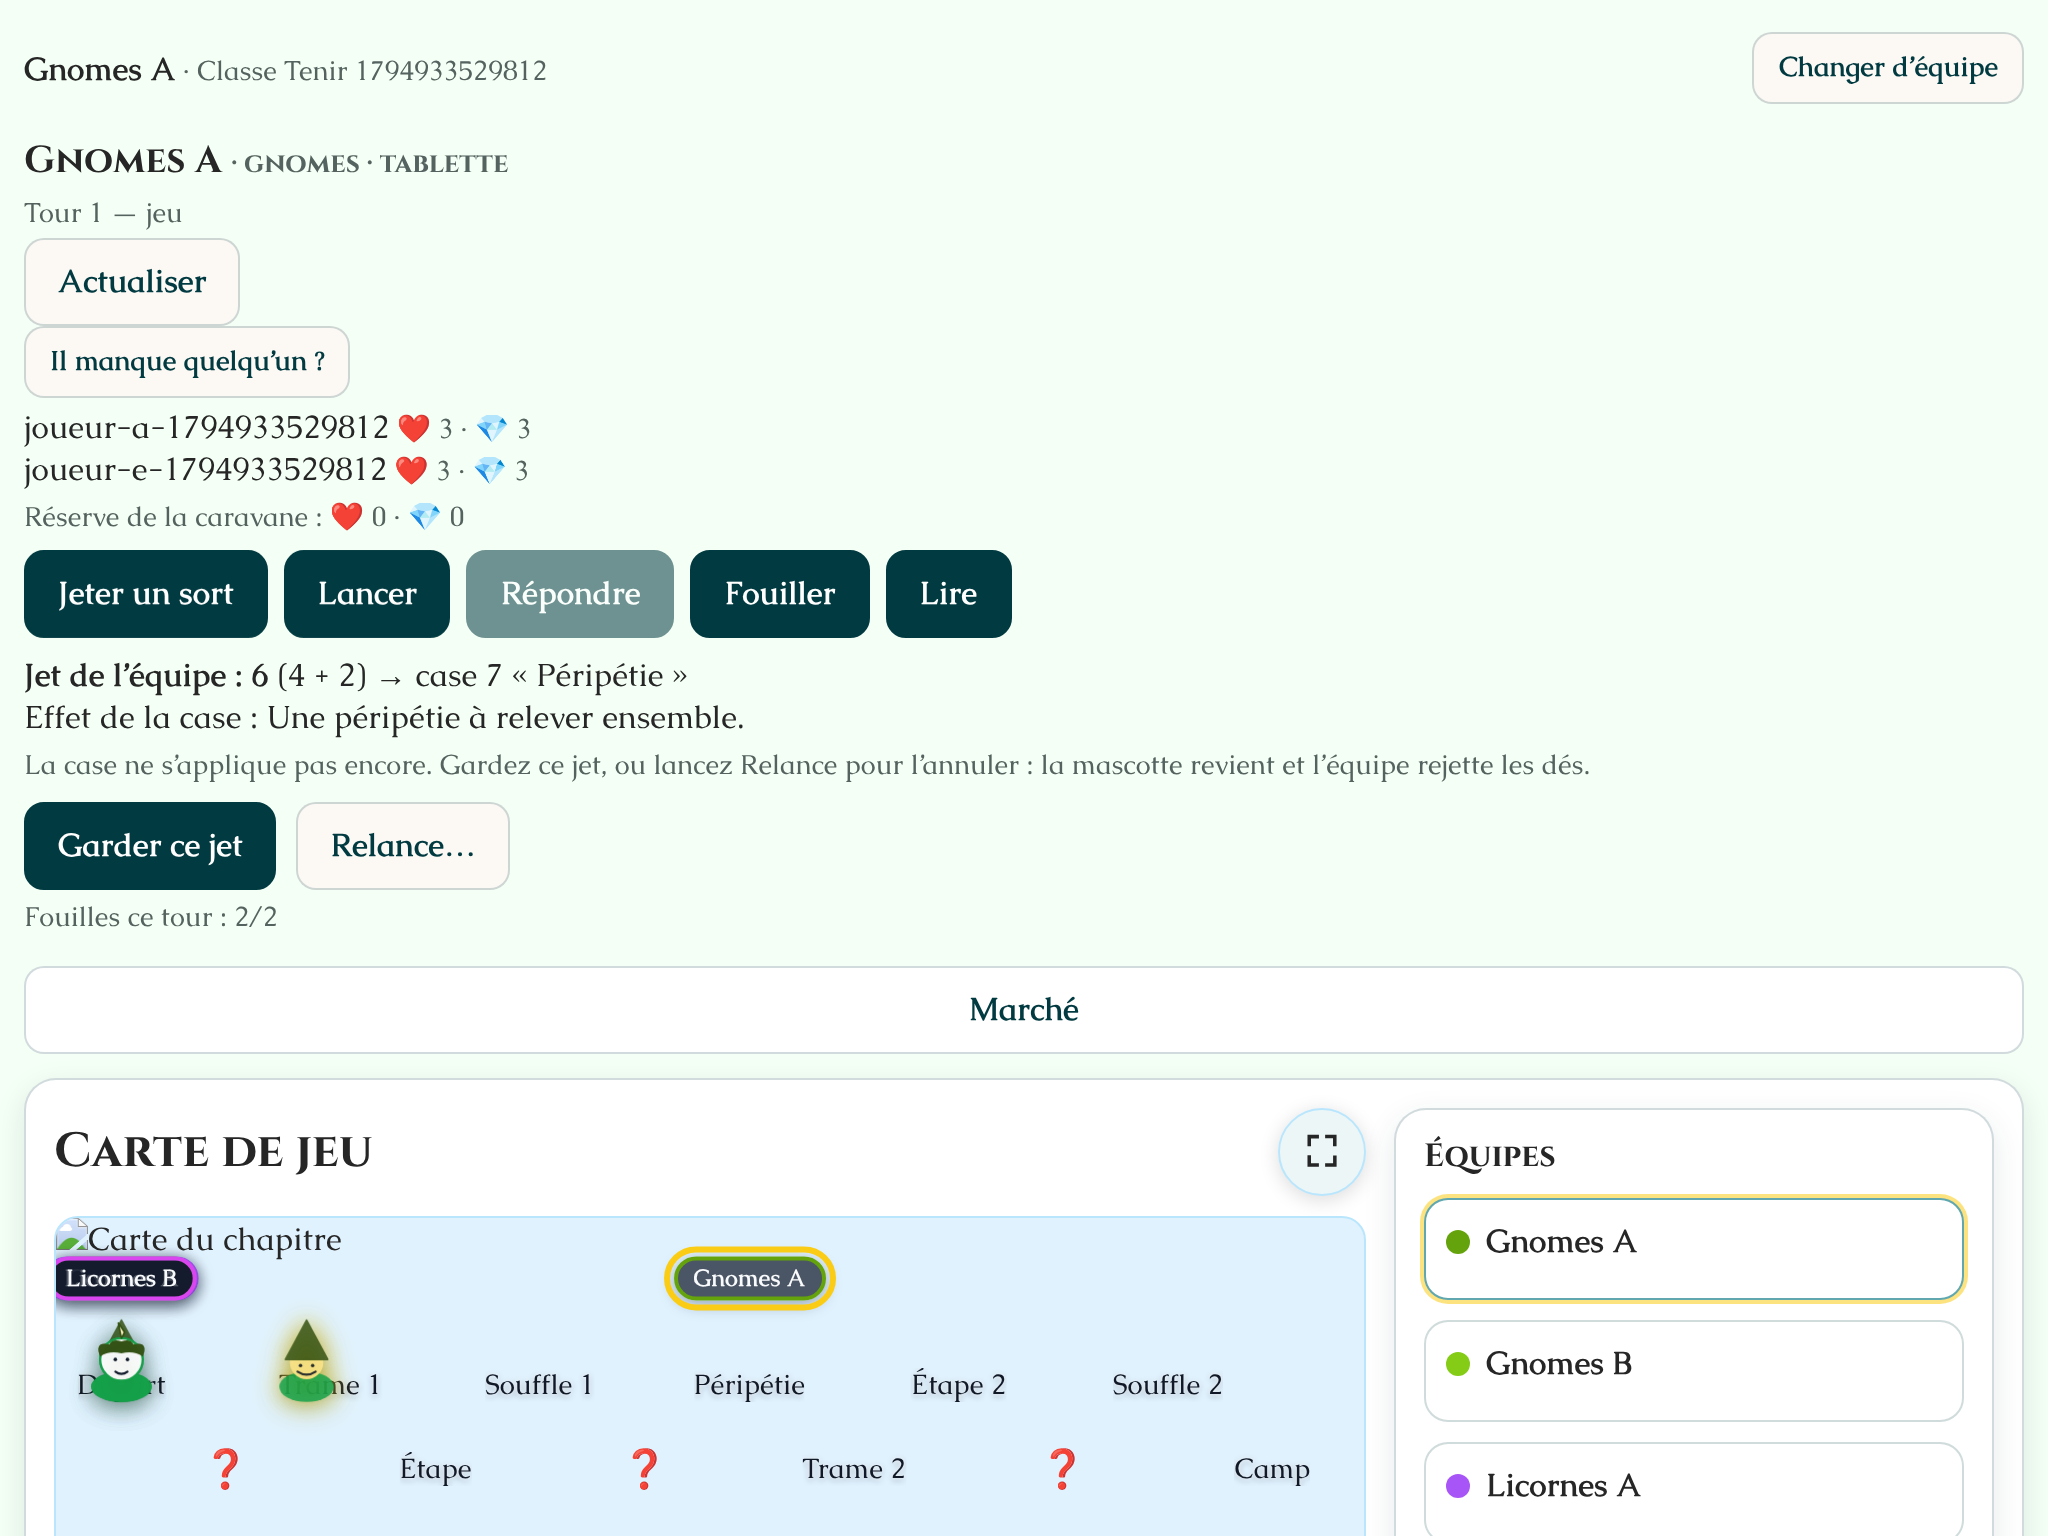 Gnomes A · Classe Tenir 1794933529812
Changer d’équipe
Gnomes A · gnomes · tablette
Tour 1 — jeu
Actualiser
Il manque quelqu’un ?
joueur-a-1794933529812 ❤️ 3 · 💎 3
joueur-e-1794933529812 ❤️ 3 · 💎 3
Réserve de la caravane : ❤️ 0 · 💎 0
Jeter un sort
Lancer
Répondre
Fouiller
Lire
Jet de l’équipe : 6 (4 + 2) → case 7 « Péripétie »
Effet de la case : Une péripétie à relever ensemble.
La case ne s’applique pas encore. Gardez ce jet, ou lancez Relance pour l’annuler : la mascotte revient et l’équipe rejette les dés.
Garder ce jet
Relance…
Fouilles ce tour : 2/2
Marché
Carte de jeu
Carte du chapitre
Licornes B
Gnomes A
Trame 1
Souffle 1
Péripétie
Étape 2
Souffle 2
❓
Étape
❓
Trame 2
❓
Camp
Équipes
Gnomes A
Gnomes B
Licornes A